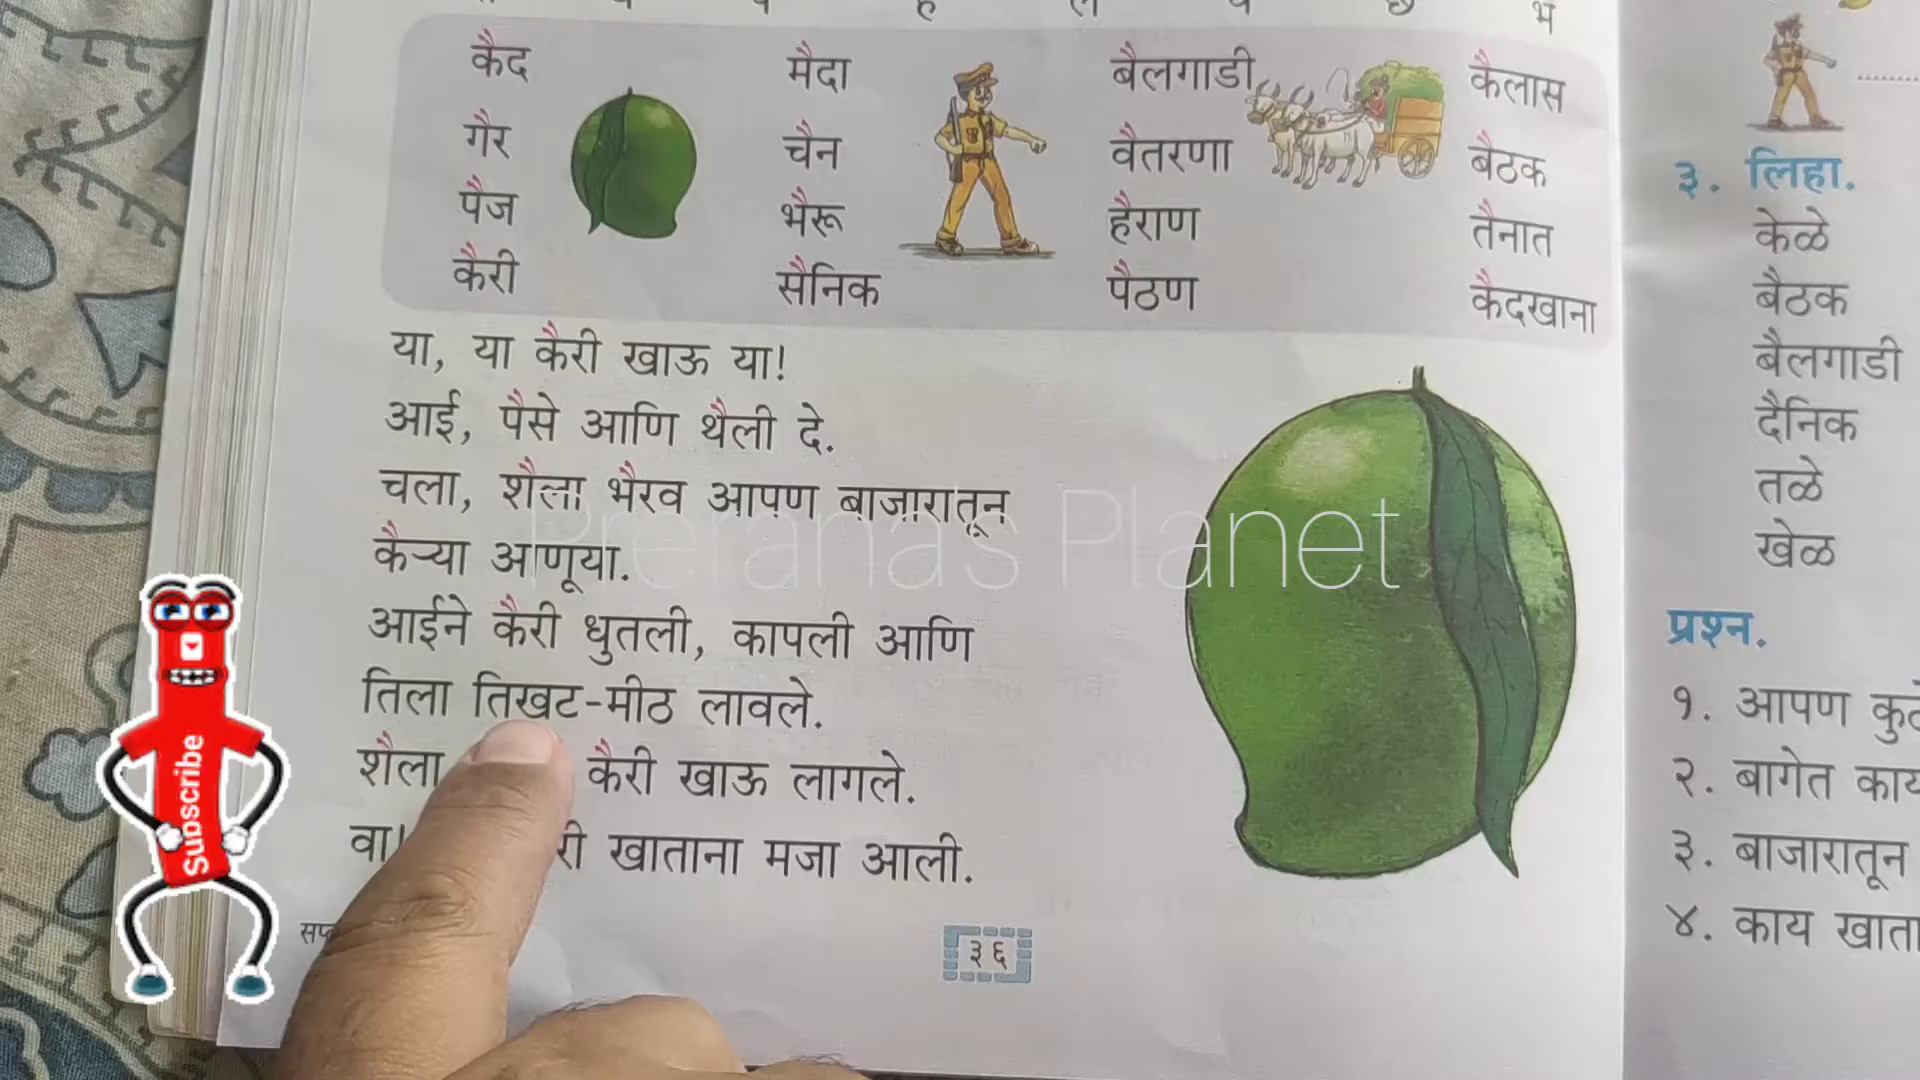 कैद मैदा बैलगाडी कैलास
गैर चैन वैतरणा बैठक
पैज भैरू हैराण तैनात
कैरी सैनिक पैठण कैदखाना
या, या कैरी खाऊ या!
आई, पैसे आणि थैली दे.
चला, शैला भैरव आपण बाजारातून
कैऱ्या आणूया.
आईने कैरी धुतली, कापली आणि
तिला तिखट-मीठ लावले.
शैला कैरी खाऊ लागले.
खाताना मजा आली.
३६
३. लिहा.
केळे
बैठक
बैलगाडी
दैनिक
तळे
खेळ
प्रश्न.
१. आपण
२. बागेत
३. बाजारातून
४. काय
Prerana's Planet
Subscribe